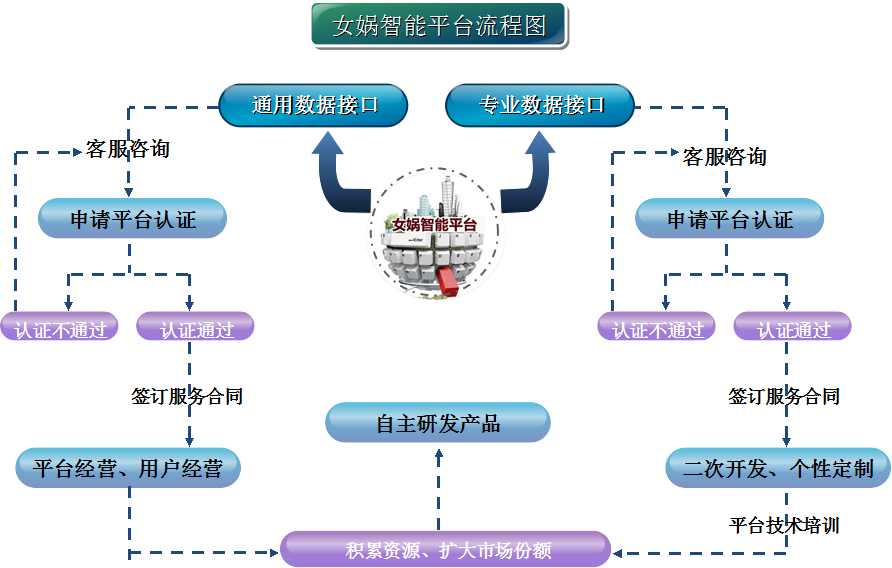 女娲智能平台流程图
通用数据接口
专业数据接口
客服咨询
客服咨询
申请平台认证
女娲智能平台
申请平台认证
认证不通过
认证通过
认证不通过
认证通过
签订服务合同
签订服务合同
自主研发产品
平台经营、用户经营
二次开发、个性定制
平台技术培训
积累资源、扩大市场份额